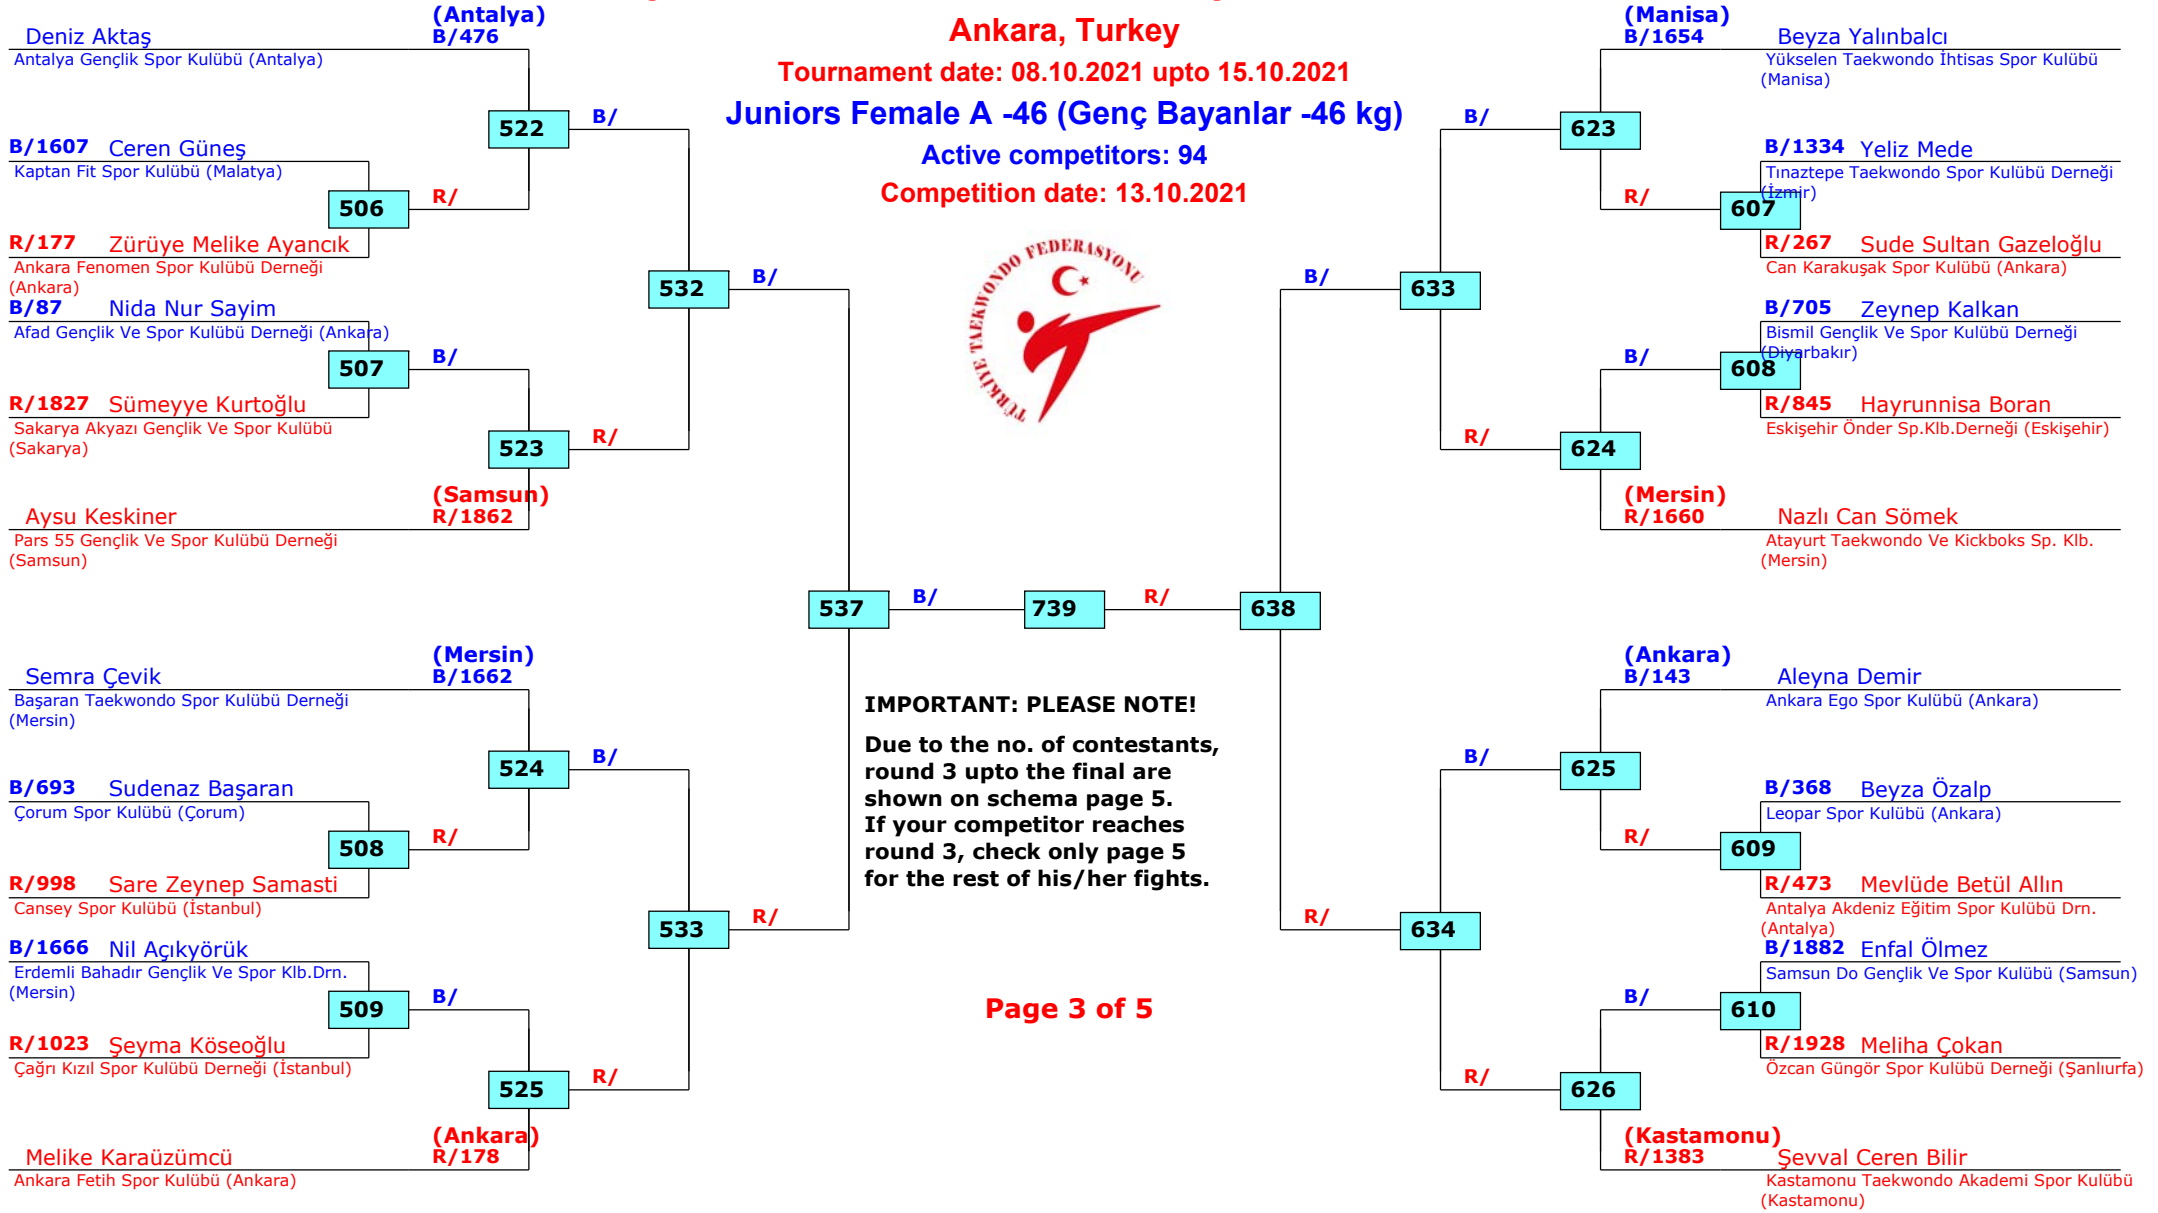 Ankara, Turkey
Tournament date: 08.10.2021 upto 15.10.2021
Juniors Female A -46 (Genç Bayanlar -46 kg)
Active competitors: 94
Competition date: 13.10.2021
TÜRKİYE TAEKWONDO FEDERASYONU
(Antalya)
Deniz Aktaş B/476
Antalya Gençlik Spor Kulübü (Antalya)
522 B/
B/1607 Ceren Güneş
Kaptan Fit Spor Kulübü (Malatya)
506 R/
R/177 Zürüye Melike Ayancık
Ankara Fenomen Spor Kulübü Derneği
(Ankara)
532 B/
B/87 Nida Nur Sayim
Afad Gençlik Ve Spor Kulübü Derneği (Ankara)
507 B/
R/1827 Sümeyye Kurtoğlu
Sakarya Akyazı Gençlik Ve Spor Kulübü
(Sakarya)
523 R/
(Samsun)
Aysu Keskiner R/1862
Pars 55 Gençlik Ve Spor Kulübü Derneği
(Samsun)
537 B/ 739 R/ 638
(Mersin)
Semra Çevik B/1662
Başaran Taekwondo Spor Kulübü Derneği
(Mersin)
524 B/
B/693 Sudenaz Başaran
Çorum Spor Kulübü (Çorum)
508 R/
R/998 Sare Zeynep Samasti
Cansey Spor Kulübü (İstanbul)
533 R/
B/1666 Nil Açıkyörük
Erdemli Bahadır Gençlik Ve Spor Klb.Drn.
(Mersin)
509 B/
R/1023 Şeyma Köseoğlu
Çağrı Kızıl Spor Kulübü Derneği (İstanbul)
525 R/
(Ankara)
Melike Karaüzümcü R/178
Ankara Fetih Spor Kulübü (Ankara)
IMPORTANT: PLEASE NOTE!
Due to the no. of contestants,
round 3 upto the final are
shown on schema page 5.
If your competitor reaches
round 3, check only page 5
for the rest of his/her fights.
Page 3 of 5
(Manisa)
B/1654 Beyza Yalınbalcı
Yükselen Taekwondo İhtisas Spor Kulübü
(Manisa)
B/ 623
B/1334 Yeliz Mede
Tınaztepe Taekwondo Spor Kulübü Derneği
(İzmir)
R/ 607
R/267 Sude Sultan Gazeloğlu
Can Karakuşak Spor Kulübü (Ankara)
B/ 633
B/705 Zeynep Kalkan
Bismil Gençlik Ve Spor Kulübü Derneği
(Diyarbakır)
B/ 608
R/845 Hayrunnisa Boran
Eskişehir Önder Sp.Klb.Derneği (Eskişehir)
R/ 624
(Mersin)
R/1660 Nazlı Can Sömek
Atayurt Taekwondo Ve Kickboks Sp. Klb.
(Mersin)
(Ankara)
B/143 Aleyna Demir
Ankara Ego Spor Kulübü (Ankara)
B/ 625
B/368 Beyza Özalp
Leopar Spor Kulübü (Ankara)
R/ 609
R/473 Mevlüde Betül Allın
Antalya Akdeniz Eğitim Spor Kulübü Drn.
(Antalya)
R/ 634
B/1882 Enfal Ölmez
Samsun Do Gençlik Ve Spor Kulübü (Samsun)
B/ 610
R/1928 Meliha Çokan
Özcan Güngör Spor Kulübü Derneği (Şanlıurfa)
R/ 626
(Kastamonu)
R/1383 Şevval Ceren Bilir
Kastamonu Taekwondo Akademi Spor Kulübü
(Kastamonu)